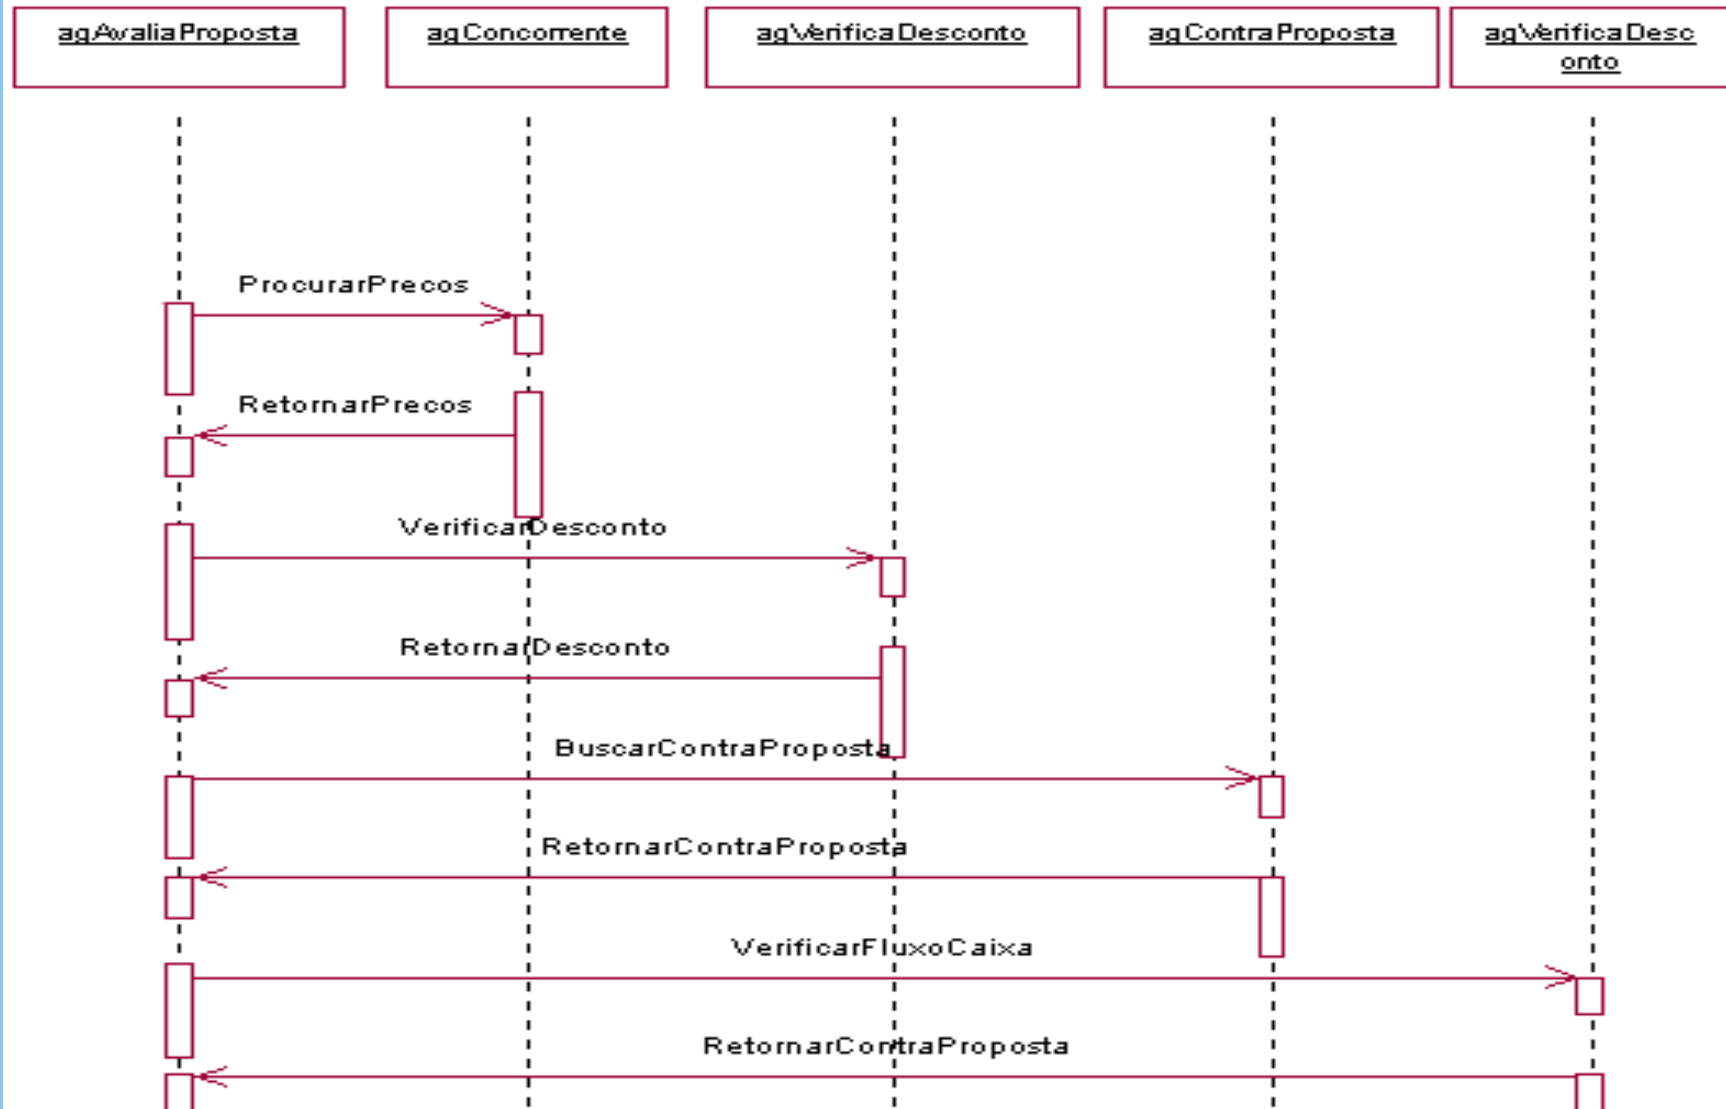 agAvaliaProposta
agConcorrente
agVerificaDesconto
agContraProposta
agVerificaDesc
onto
ProcurarPrecos
RetornarPrecos
VerificarDesconto
RetornarDesconto
BuscarContraProposta
RetornarContraProposta
VerificarFluxoCaixa
RetornarContraProposta